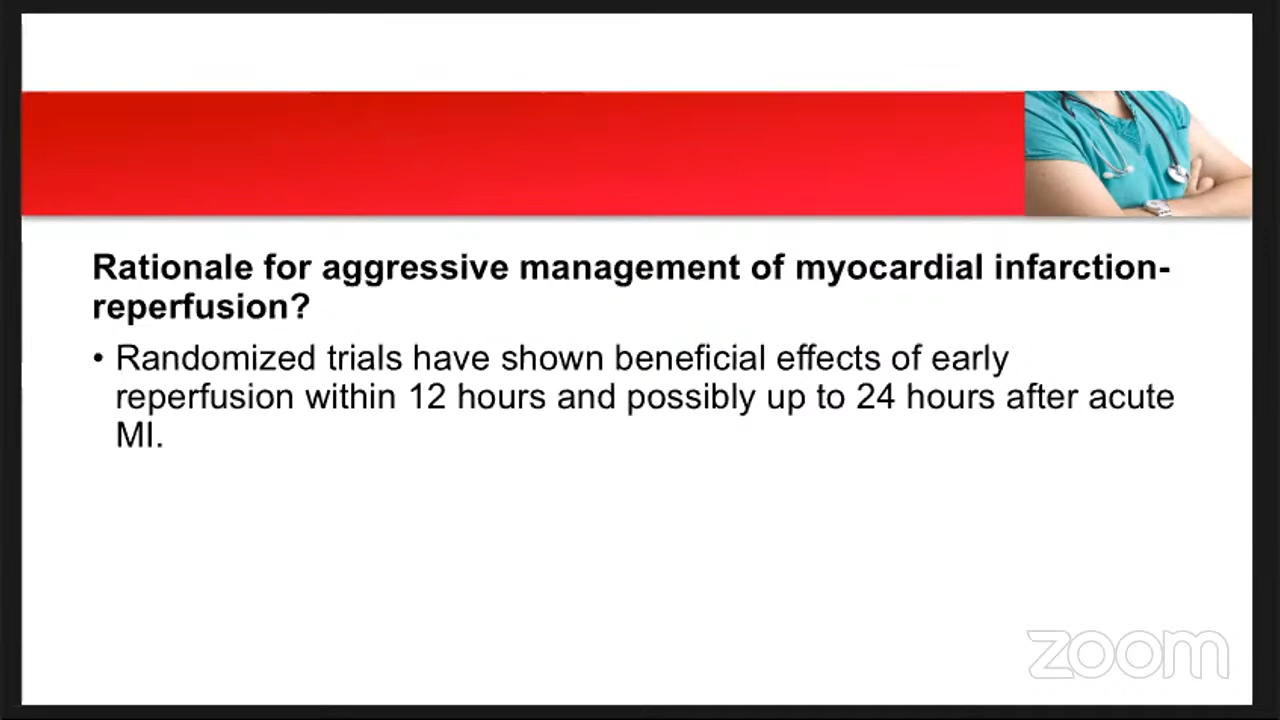 Rationale for aggressive management of myocardial infarction-
reperfusion?
• Randomized trials have shown beneficial effects of early
reperfusion within 12 hours and possibly up to 24 hours after acute
MI.
zoom